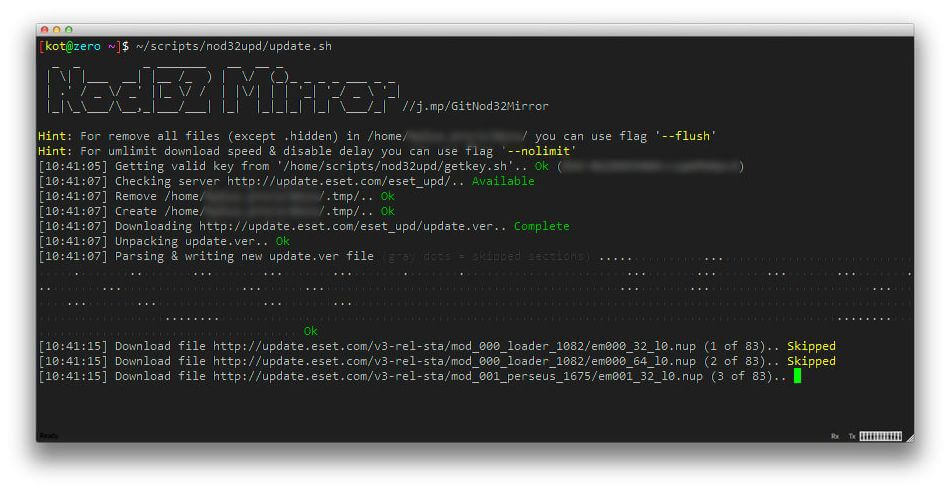 [kot@zero ~]$ ~/scripts/nod32upd/update.sh
Nod32 Mirror //j.mp/GitNod32Mirror
Hint: For remove all files (except .hidden) in /home/ / you can use flag '--flush'
Hint: For umlimit download speed & disable delay you can use flag '--nolimit'
[10:41:05] Getting valid key from '/home/scripts/nod32upd/getkey.sh'.. Ok ( )
[10:41:07] Checking server http://update.eset.com/eset_upd/.. Available
[10:41:07] Remove /home/ /.tmp/.. Ok
[10:41:07] Create /home/ /.tmp/.. Ok
[10:41:07] Downloading http://update.eset.com/eset_upd/update.ver.. Complete
[10:41:07] Unpacking update.ver.. Ok
[10:41:07] Parsing & writing new update.ver file (gray dots = skipped sections) ..... ...
Ok
[10:41:15] Download file http://update.eset.com/v3-rel-sta/mod_000_loader_1082/em000_32_l0.nup (1 of 83).. Skipped
[10:41:15] Download file http://update.eset.com/v3-rel-sta/mod_000_loader_1082/em000_64_l0.nup (2 of 83).. Skipped
[10:41:15] Download file http://update.eset.com/v3-rel-sta/mod_001_perseus_1675/em001_32_l0.nup (3 of 83)..
Ready Rx Tx